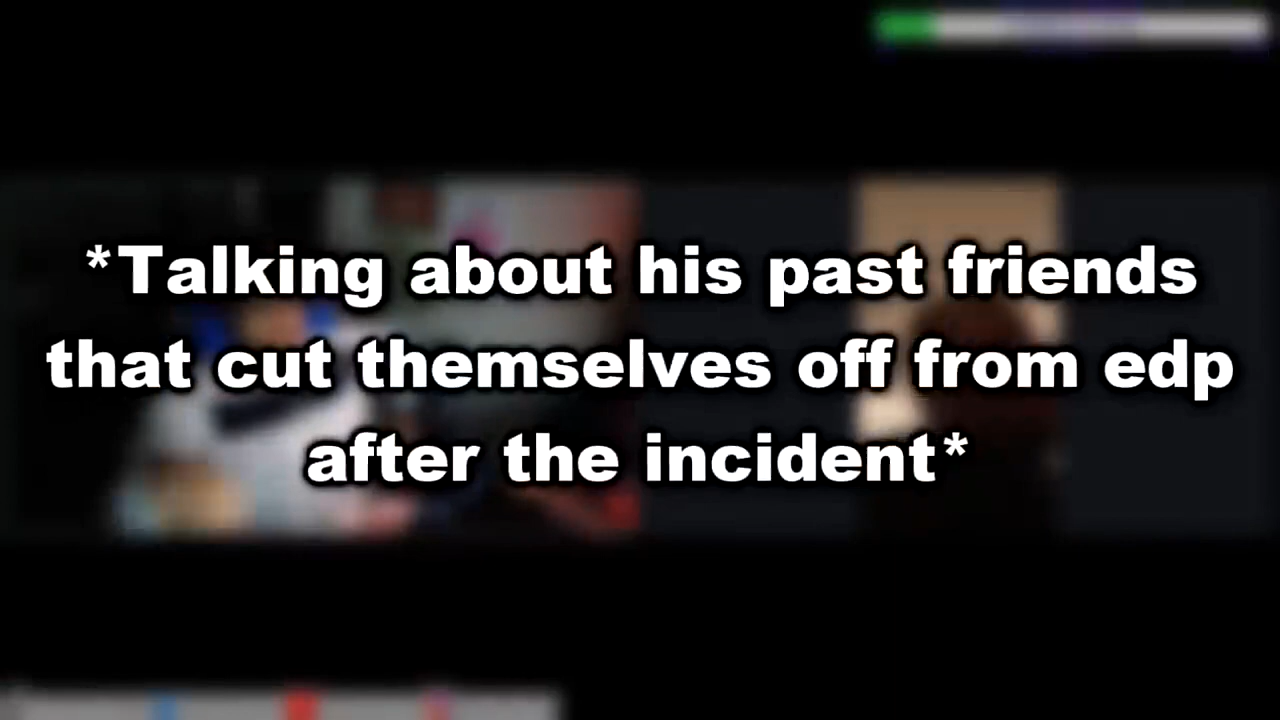 *Talking about his past friends
that cut themselves off from edp
after the incident*